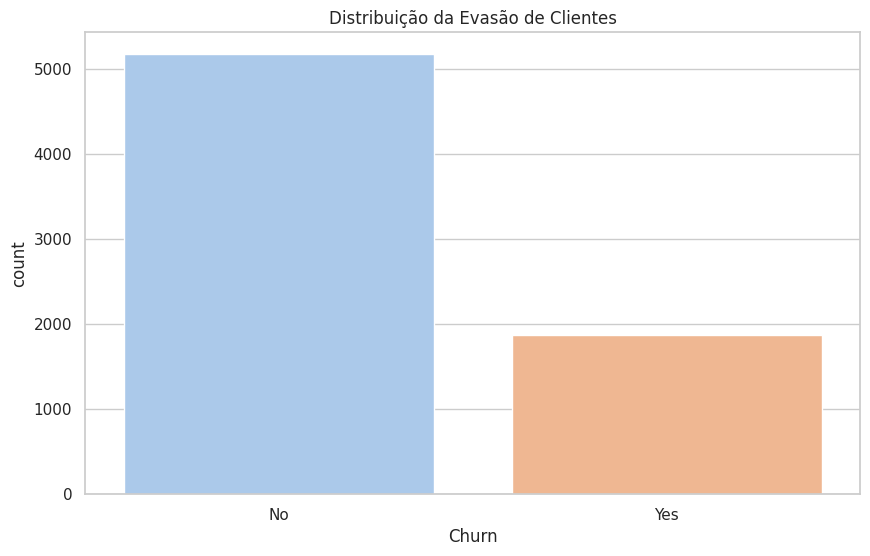 Distribuição da Evasão de Clientes
5000
4000
3000
2000
1000
0
count
No
Yes
Churn